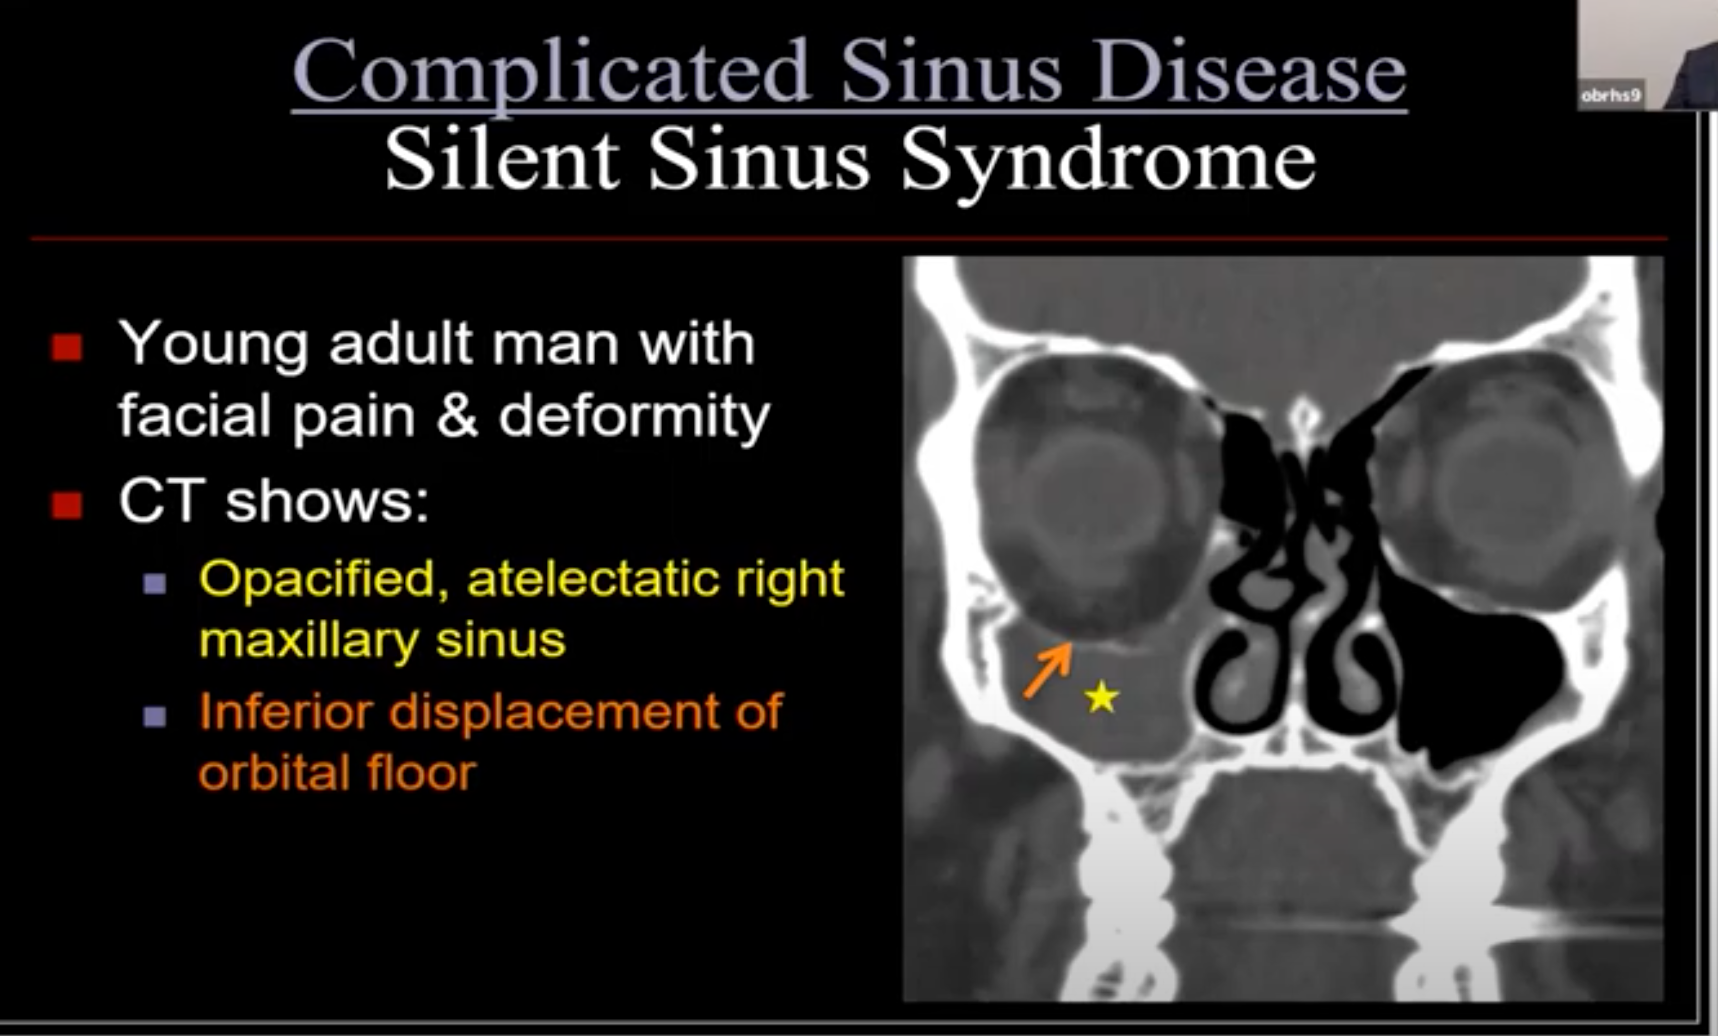 Complicated Sinus Disease
Silent Sinus Syndrome
obrhs9
Young adult man with
facial pain & deformity
CT shows:
Opacified, atelectatic right
maxillary sinus
Inferior displacement of
orbital floor